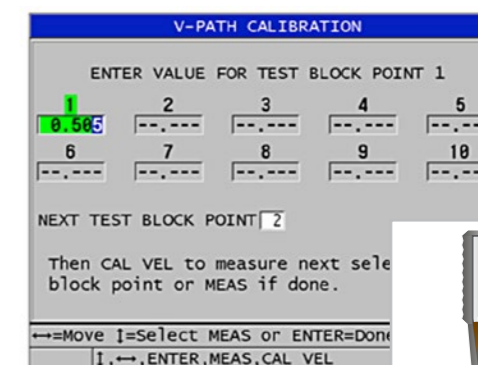 V-PATH CALIBRATION
ENTER VALUE FOR TEST BLOCK POINT 1
1 2 3 4 5
0.505 --.--- --.--- --.--- --.---
6 7 8 9 10
--.--- --.--- --.--- --.--- --.---
NEXT TEST BLOCK POINT 2
Then CAL VEL to measure next sele
block point or MEAS if done.
↔=Move ↕=Select MEAS or ENTER=Done
↕,↔,ENTER,MEAS,CAL VEL